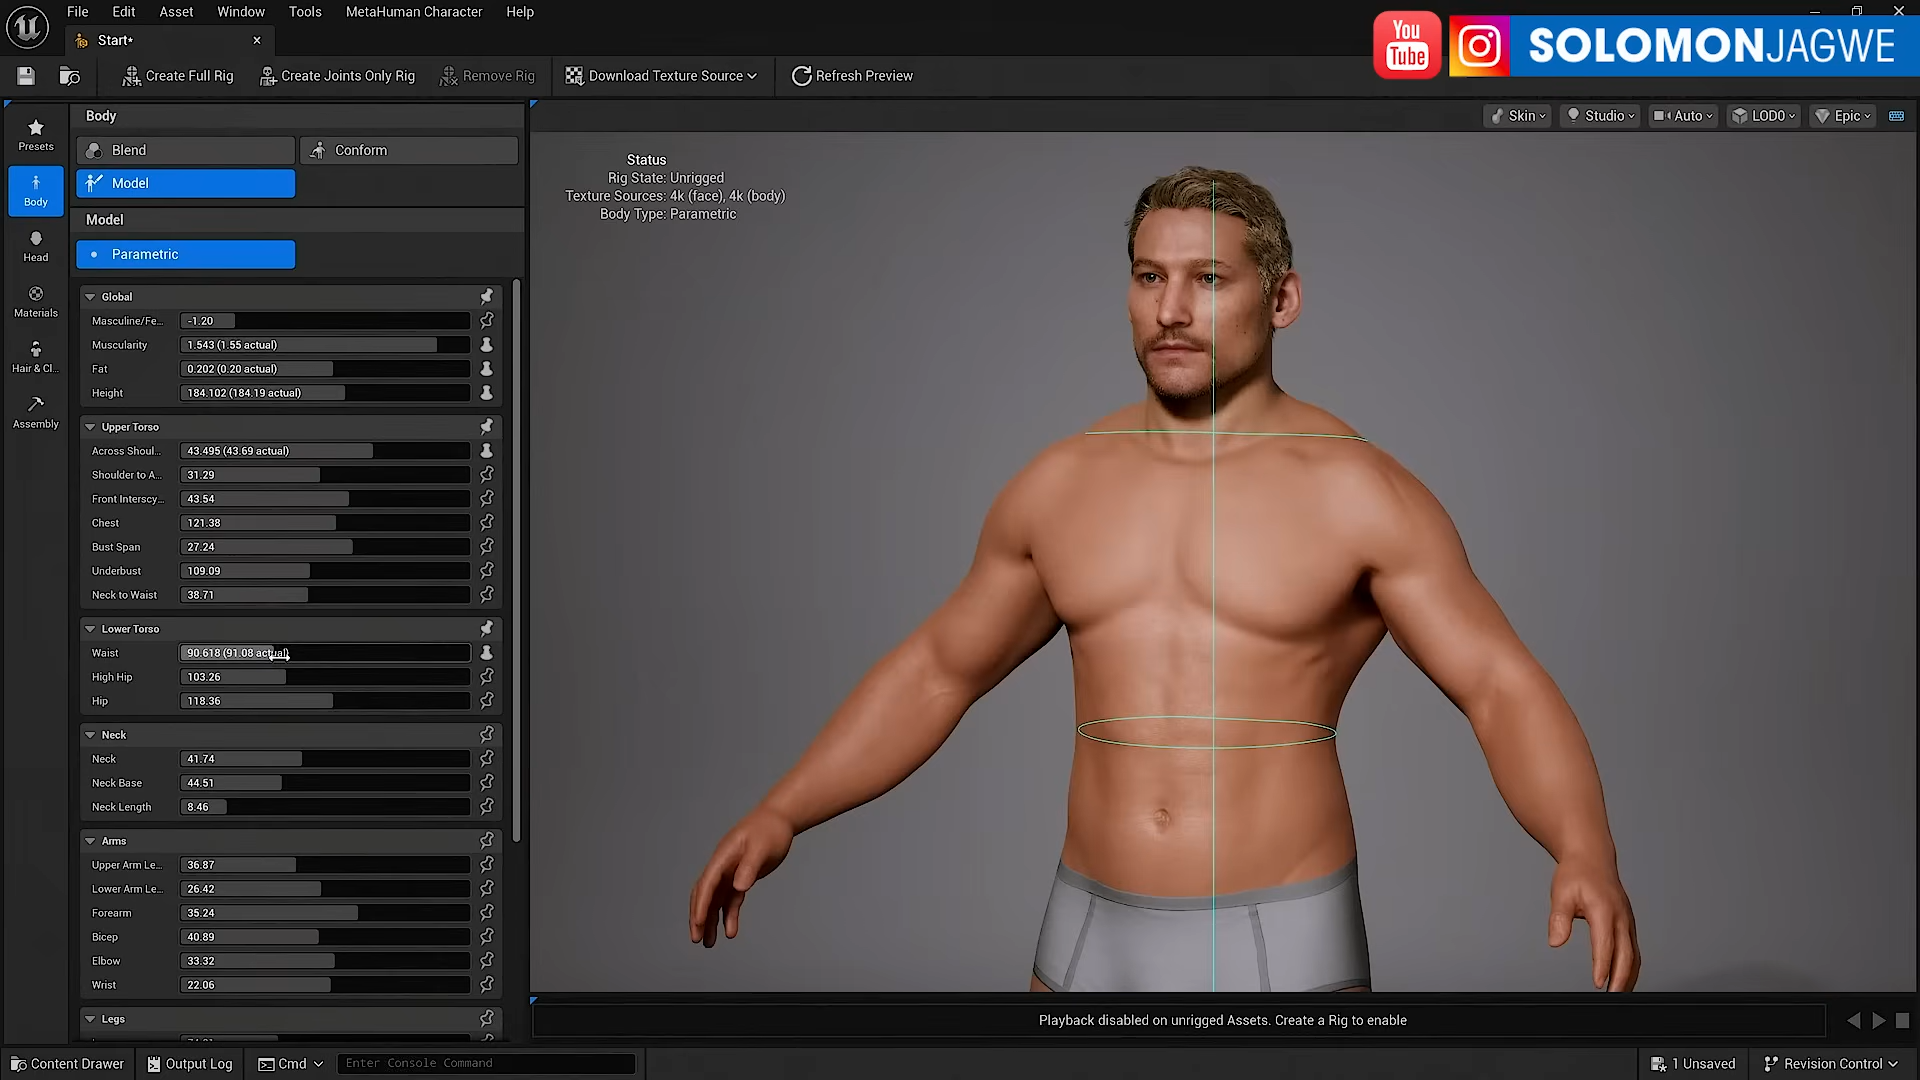 File Edit Asset Window Tools MetaHuman Character Help
You Tube
SOLOMONJAGWE
Start*
Create Full Rig Create Joints Only Rig Remove Rig Download Texture Source Refresh Preview
Presets
Body
Head
Materials
Hair & Cl...
Assembly
Body
Blend Conform
Model
Model
Parametric
Global
Masculine/Fe... -1.20
Muscularity 1.543 (1.55 actual)
Fat 0.202 (0.20 actual)
Height 184.102 (184.19 actual)
Upper Torso
Across Shoul... 43.495 (43.69 actual)
Shoulder to A... 31.29
Front Interscy... 43.54
Chest 121.38
Bust Span 27.24
Underbust 109.09
Neck to Waist 38.71
Lower Torso
Waist 90.618 (91.08 actual)
High Hip 103.26
Hip 118.36
Neck
Neck 41.74
Neck Base 44.51
Neck Length 8.46
Arms
Upper Arm Le... 36.87
Lower Arm Le... 26.42
Forearm 35.24
Bicep 40.89
Elbow 33.32
Wrist 22.06
Legs
Skin Studio Auto LOD0 Epic
Status
Rig State: Unrigged
Texture Sources: 4k (face), 4k (body)
Body Type: Parametric
Playback disabled on unrigged Assets. Create a Rig to enable
Content Drawer Output Log Cmd Enter Console Command 1 Unsaved Revision Control